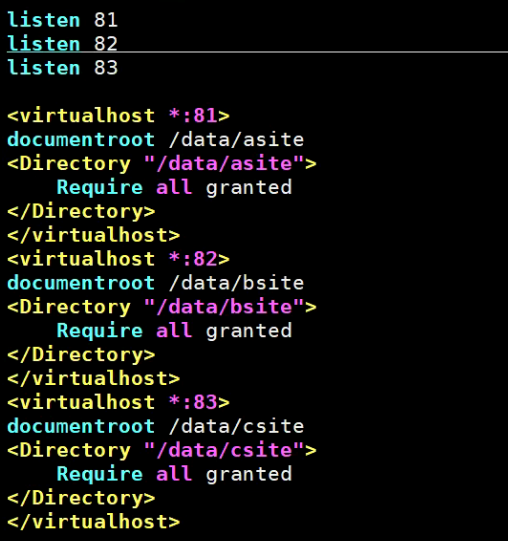 listen 81
listen 82
listen 83
<virtualhost *:81>
documentroot /data/asite
<Directory "/data/asite">
    Require all granted
</Directory>
</virtualhost>
<virtualhost *:82>
documentroot /data/bsite
<Directory "/data/bsite">
    Require all granted
</Directory>
</virtualhost>
<virtualhost *:83>
documentroot /data/csite
<Directory "/data/csite">
    Require all granted
</Directory>
</virtualhost>